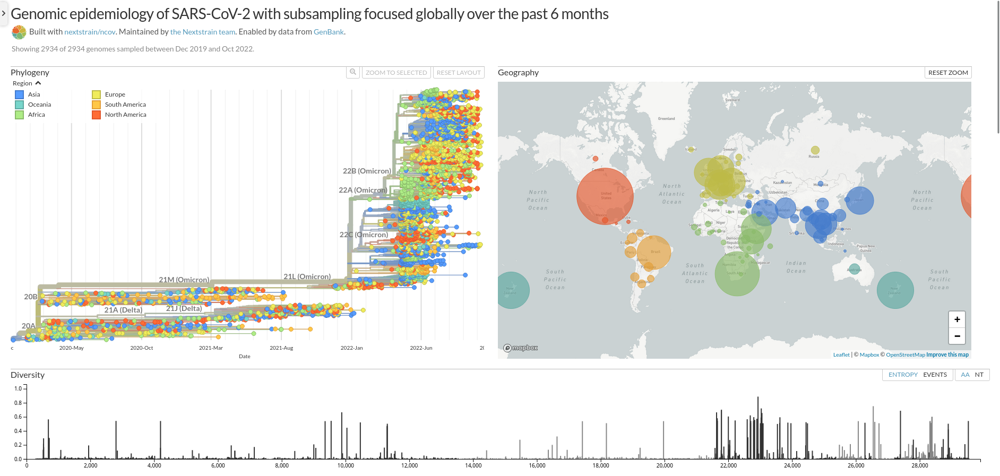 Genomic epidemiology of SARS-CoV-2 with subsampling focused globally over the past 6 months
Built with nextstrain/ncov. Maintained by the Nextstrain team. Enabled by data from GenBank.
Showing 2934 of 2934 genomes sampled between Dec 2019 and Oct 2022.
Phylogeny
ZOOM TO SELECTED
RESET LAYOUT
Region
Asia
Europe
Oceania
South America
Africa
North America
22B (Omicron)
22A (Omicron)
22C (Omicron)
21M (Omicron)
21L (Omicron)
20B
21A (Delta)
21J (Delta)
20A
c
2020-May
2020-Oct
2021-Mar
2021-Aug
2022-Jan
2022-Jun
20
Date
Geography
RESET ZOOM
Svalbard
Greenland
Iceland
Sweden
Norway
Russia
Canada
Belarus
Ukraine
Kazakhstan
Mongolia
Uzbekistan
North
Pacific
Ocean
United
States
North
Atlantic
Ocean
Turkey
Japan
North
Pacific
Ocean
Mexico
Cuba
Tunisia
Algeria
Libya
Egypt
Iran
China
Oman
India
Senegal
Mali
Niger
Sudan
Nigeria
Philippines
Venezuela
Sri Lanka
Democratic
Republic of
the Congo
Indonesia
Papua New
Guinea
Peru
Brazil
Angola
Bolivia
Namibia
Madagascar
Paraguay
South
Atlantic
Ocean
Indian
Ocean
Australia
South Africa
South
Pacific
Ocean
South
Pacific
Ocean
Argentina
New
Zealand
New
Zealand
+
−
mapbox
Leaflet | © Mapbox © OpenStreetMap Improve this map
Diversity
ENTROPY
EVENTS
AA
NT
1.0
0.8
0.6
0.4
0.2
0.0
0
2,000
4,000
6,000
8,000
10,000
12,000
14,000
16,000
18,000
20,000
22,000
24,000
26,000
28,000